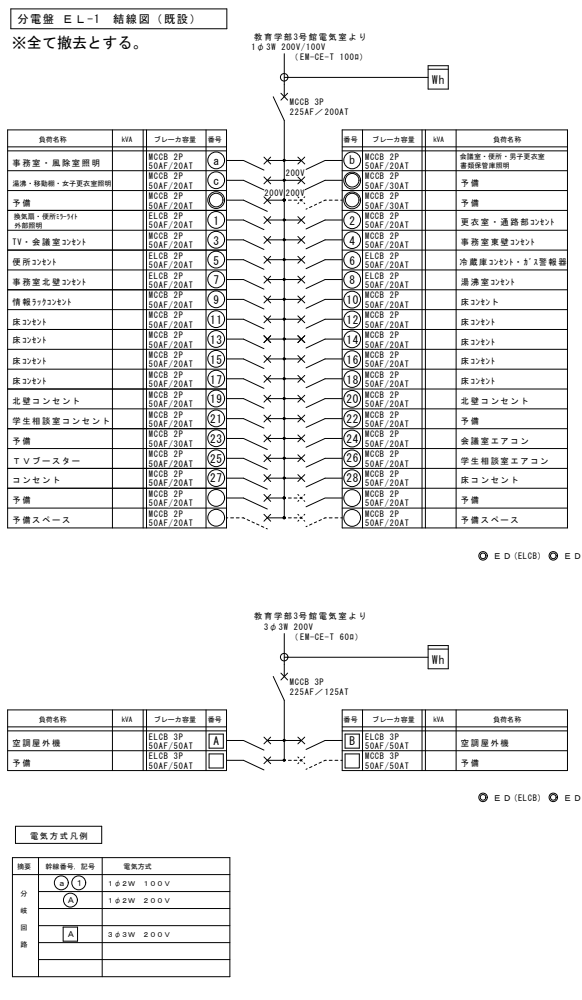 分電盤 ＥＬ-1 結線図（既設）
※全て撤去とする。
教育学部3号館電気室より
1φ3W 200V/100V
(EM-CE-T 100□)
Wh
MCCB 3P
225AF／200AT
負荷名称 kVA ブレーカ容量 番号 番号 ブレーカ容量 kVA 負荷名称
事務室・風除室照明 MCCB 2P 50AF/20AT a b MCCB 2P 50AF/20AT 会議室・便所・男子更衣室 書類保管庫照明
200V
湯沸・移動棚・女子更衣室照明 MCCB 2P 50AF/20AT c MCCB 2P 50AF/30AT 予備
200V 200V
予備 MCCB 2P 50AF/20AT MCCB 2P 50AF/30AT 予備
換気扇・便所ミラーライト 外部照明 ELCB 2P 50AF/20AT 1 2 MCCB 2P 50AF/20AT 更衣室・通路部コンセント
TV・会議室コンセント MCCB 2P 50AF/20AT 3 4 MCCB 2P 50AF/20AT 事務室東壁コンセント
便所コンセント ELCB 2P 50AF/20AT 5 6 ELCB 2P 50AF/20AT 冷蔵庫コンセント・ガス警報器
事務室北壁コンセント ELCB 2P 50AF/20AT 7 8 ELCB 2P 50AF/20AT 湯沸室コンセント
情報ラックコンセント MCCB 2P 50AF/20AT 9 10 MCCB 2P 50AF/20AT 床コンセント
床コンセント MCCB 2P 50AF/20AT 11 12 MCCB 2P 50AF/20AT 床コンセント
床コンセント MCCB 2P 50AF/20AT 13 14 MCCB 2P 50AF/20AT 床コンセント
床コンセント MCCB 2P 50AF/20AT 15 16 MCCB 2P 50AF/20AT 床コンセント
床コンセント MCCB 2P 50AF/20AT 17 18 MCCB 2P 50AF/20AT 床コンセント
北壁コンセント MCCB 2P 50AF/20AT 19 20 MCCB 2P 50AF/20AT 北壁コンセント
学生相談室コンセント MCCB 2P 50AF/20AT 21 22 MCCB 2P 50AF/20AT 予備
予備 MCCB 2P 50AF/30AT 23 24 MCCB 2P 50AF/20AT 会議室エアコン
ＴＶブースター MCCB 2P 50AF/20AT 25 26 MCCB 2P 50AF/20AT 学生相談室エアコン
コンセント MCCB 2P 50AF/20AT 27 28 MCCB 2P 50AF/20AT 床コンセント
予備 MCCB 2P 50AF/20AT MCCB 2P 50AF/20AT 予備
予備スペース MCCB 2P 50AF/20AT MCCB 2P 50AF/20AT 予備スペース
◎ ＥＤ(ELCB) ◎ ＥＤ
教育学部3号館電気室より
3φ3W 200V
(EM-CE-T 60□)
Wh
MCCB 3P
225AF／125AT
負荷名称 kVA ブレーカ容量 番号 番号 ブレーカ容量 kVA 負荷名称
空調屋外機 ELCB 3P 50AF/50AT A B ELCB 3P 50AF/50AT 空調屋外機
予備 ELCB 3P 50AF/50AT MCCB 3P 50AF/50AT 予備
◎ ＥＤ(ELCB) ◎ ＥＤ
電気方式凡例
摘要 幹線番号, 記号 電気方式
分岐回路
a 1 1φ2W 100V
A 1φ2W 200V
A 3φ3W 200V